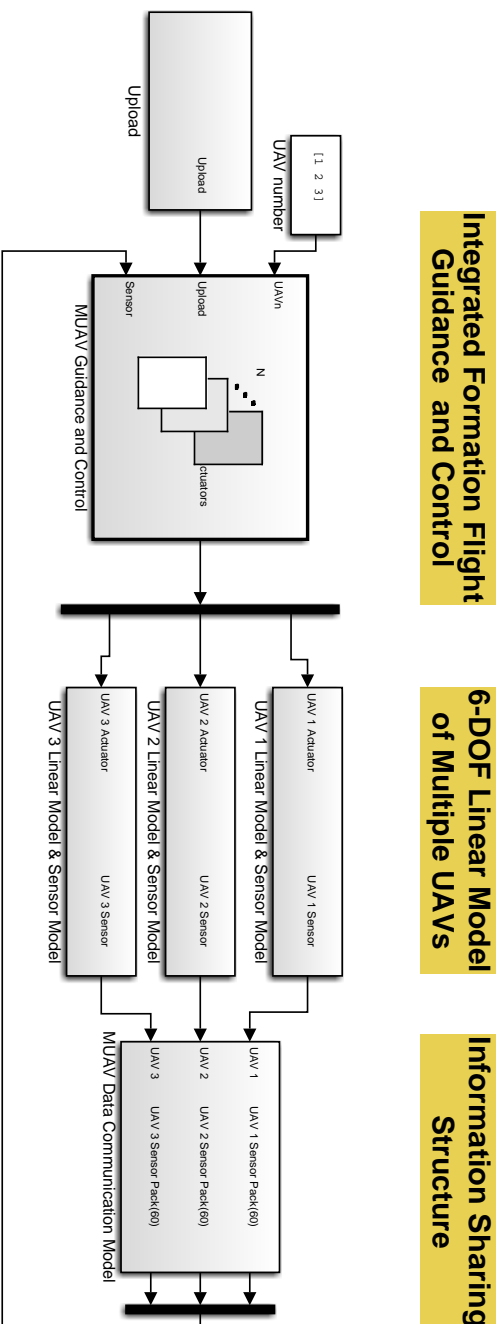 Integrated Formation Flight
Guidance and Control
6-DOF Linear Model
of Multiple UAVs
Information Sharing
Structure
[1 2 3]
UAV number
Upload
Upload
UAVn
Upload
Sensor
N
ctuators
MUAV Guidance and Control
UAV 1 Actuator
UAV 1 Sensor
UAV 1 Linear Model & Sensor Model
UAV 2 Actuator
UAV 2 Sensor
UAV 2 Linear Model & Sensor Model
UAV 3 Actuator
UAV 3 Sensor
UAV 3 Linear Model & Sensor Model
UAV 1
UAV 1 Sensor Pack(60)
UAV 2
UAV 2 Sensor Pack(60)
UAV 3
UAV 3 Sensor Pack(60)
MUAV Data Communication Model